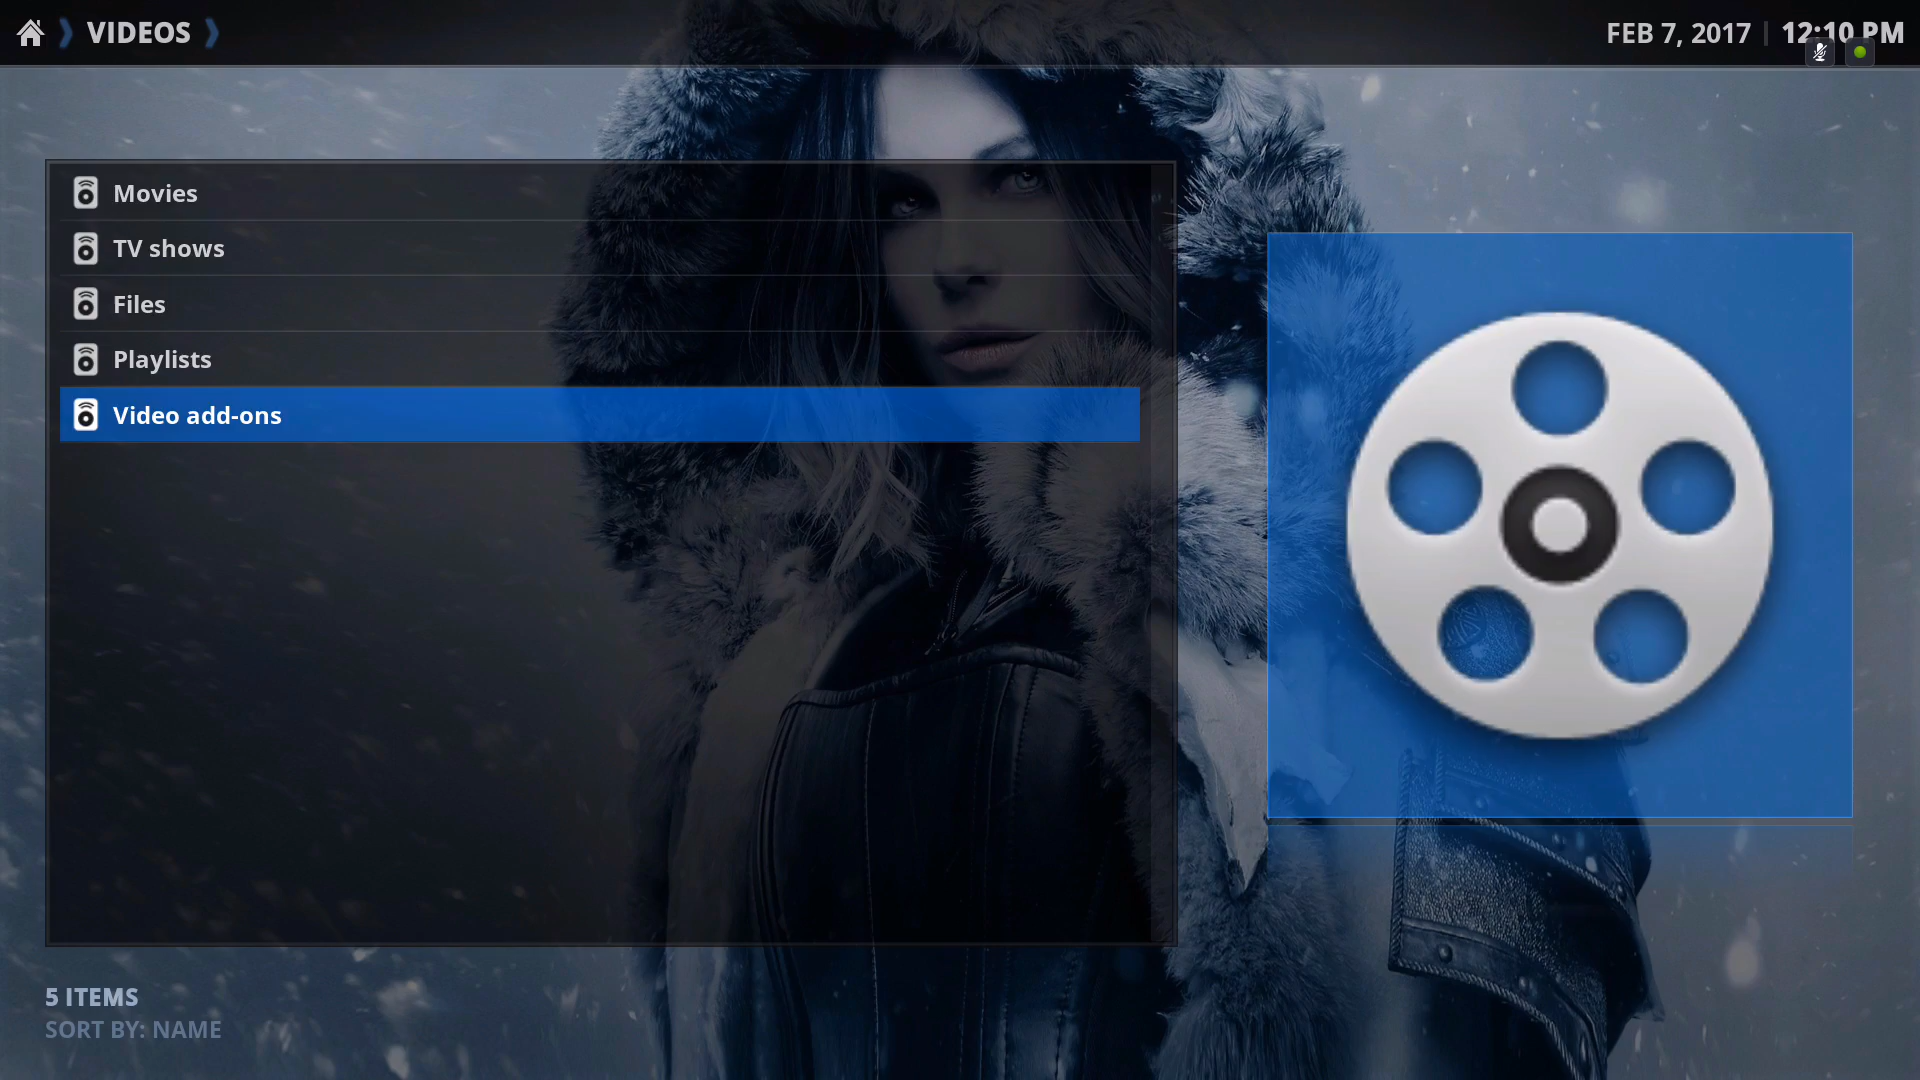 VIDEOS
FEB 7, 2017 | 12:10 PM
Movies
TV shows
Files
Playlists
Video add-ons
5 ITEMS
SORT BY: NAME